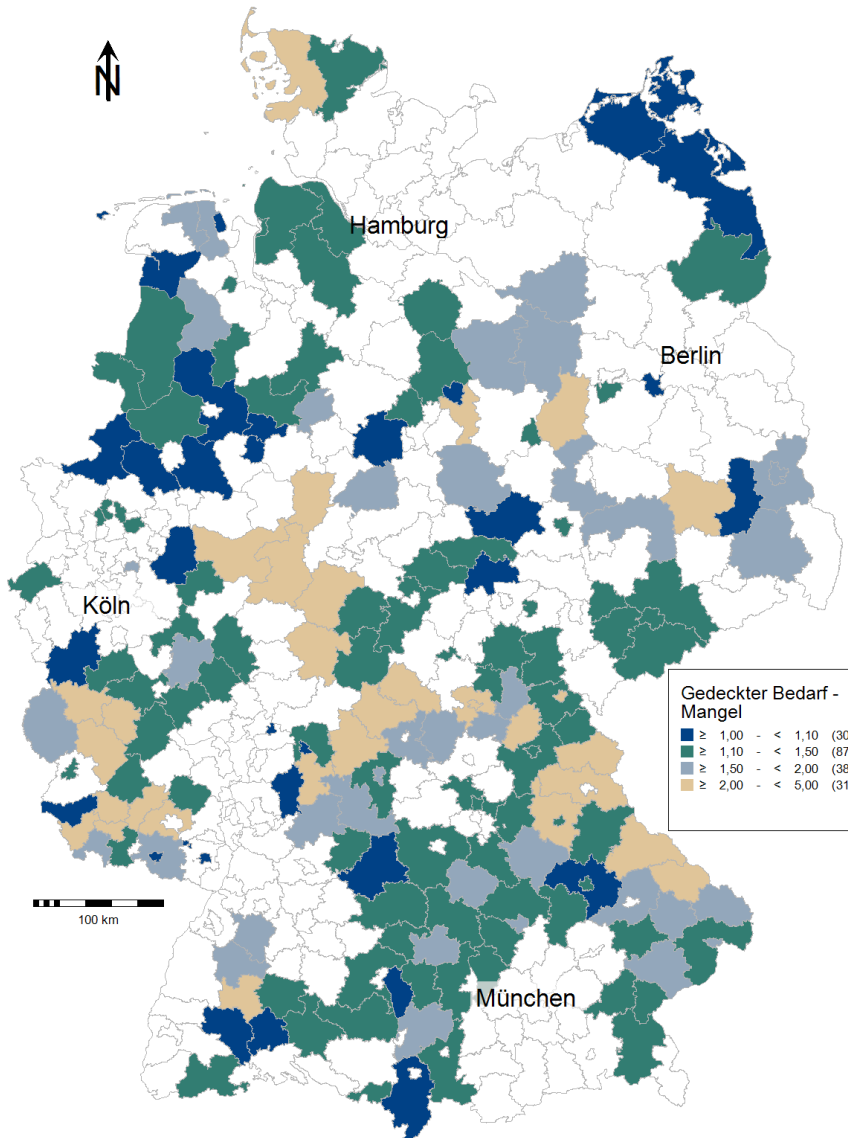 N
Hamburg
Berlin
Köln
Gedeckter Bedarf -
Mangel
≥ 1,00 - < 1,10 (30
≥ 1,10 - < 1,50 (87
≥ 1,50 - < 2,00 (38
≥ 2,00 - < 5,00 (31
100 km
München